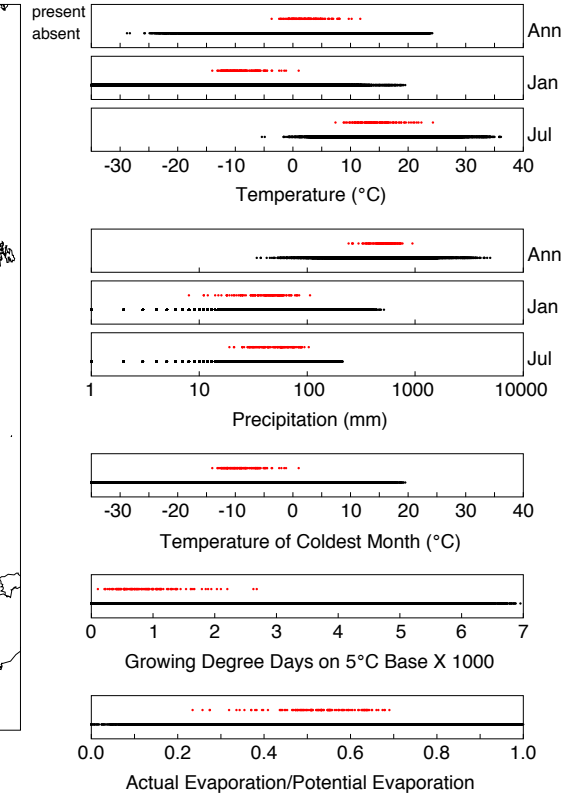 present
absent
Ann
Jan
Jul
-30 -20 -10 0 10 20 30 40
Temperature (°C)
Ann
Jan
Jul
1 10 100 1000 10000
Precipitation (mm)
-30 -20 -10 0 10 20 30 40
Temperature of Coldest Month (°C)
0 1 2 3 4 5 6 7
Growing Degree Days on 5°C Base X 1000
0.0 0.2 0.4 0.6 0.8 1.0
Actual Evaporation/Potential Evaporation